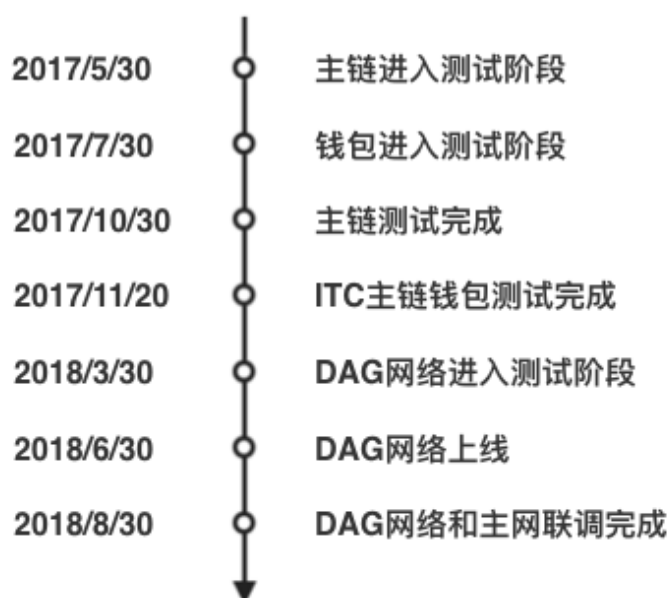 2017/5/30 主链进入测试阶段
2017/7/30 钱包进入测试阶段
2017/10/30 主链测试完成
2017/11/20 ITC主链钱包测试完成
2018/3/30 DAG网络进入测试阶段
2018/6/30 DAG网络上线
2018/8/30 DAG网络和主网联调完成